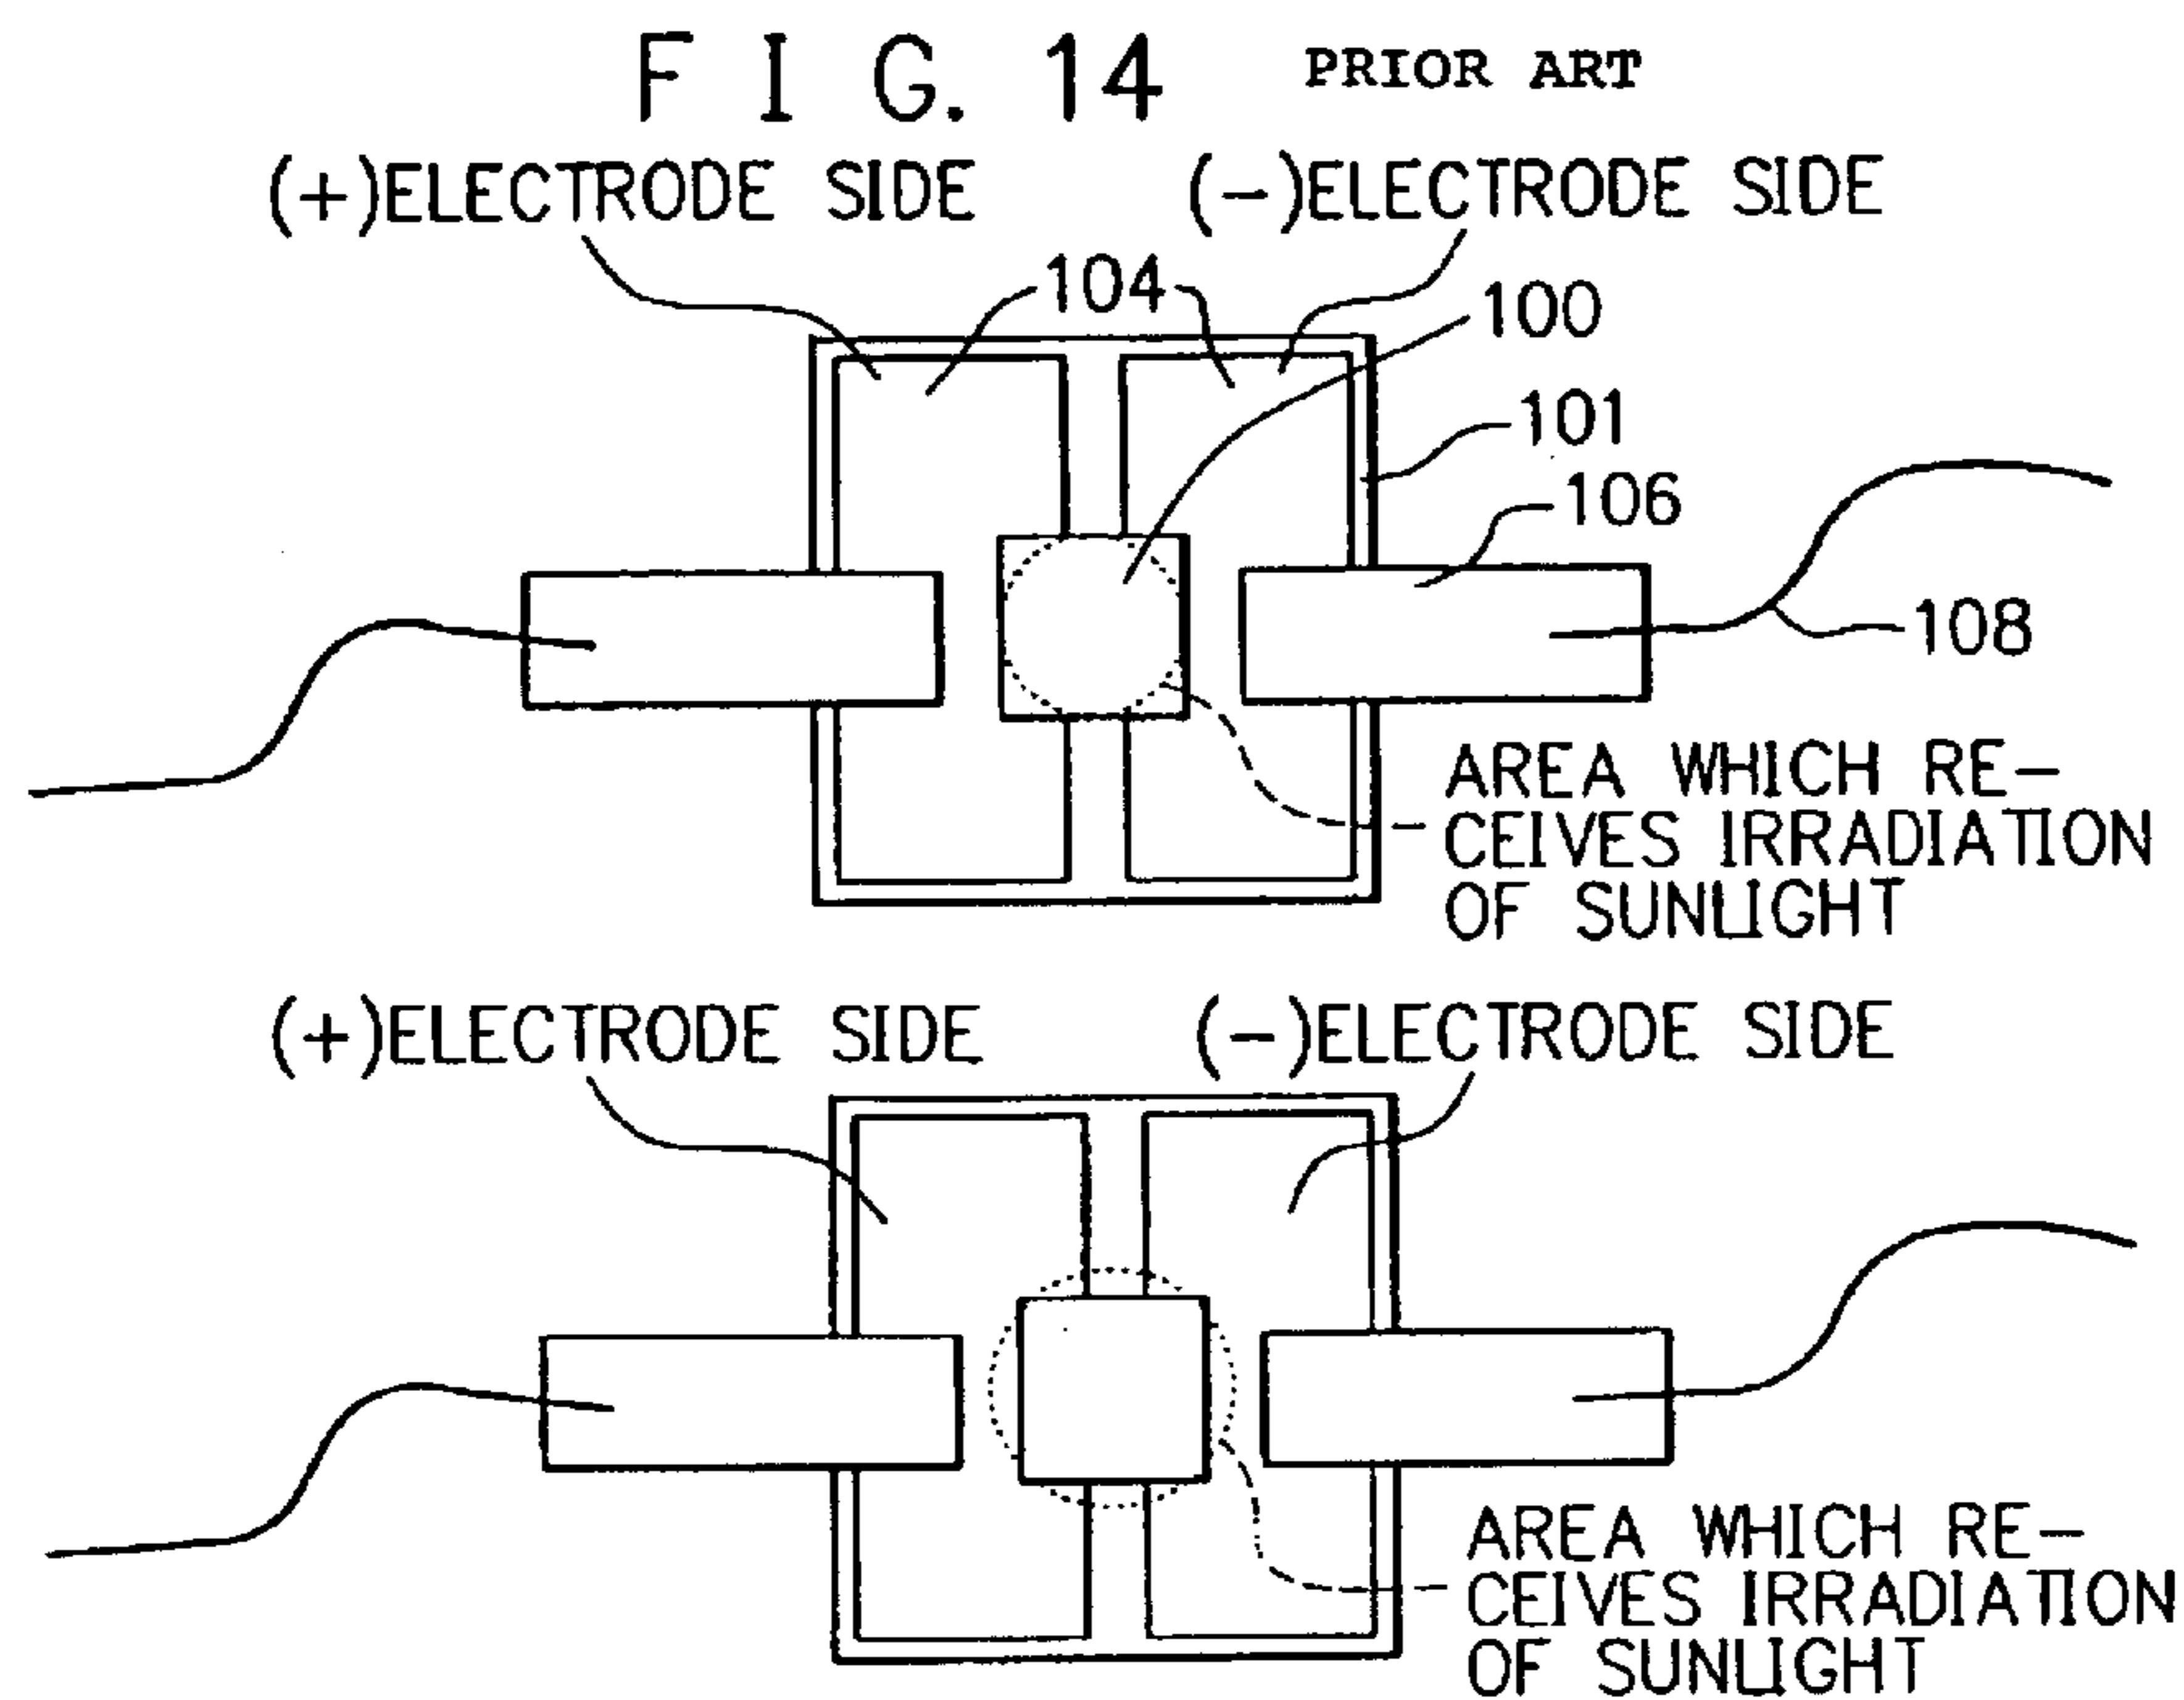 F I G. 14 PRIOR ART
(+)ELECTRODE SIDE (-)ELECTRODE SIDE
104
100
101
106
108
AREA WHICH RE-
CEIVES IRRADIATION
OF SUNLIGHT
(+)ELECTRODE SIDE (-)ELECTRODE SIDE
AREA WHICH RE-
CEIVES IRRADIATION
OF SUNLIGHT